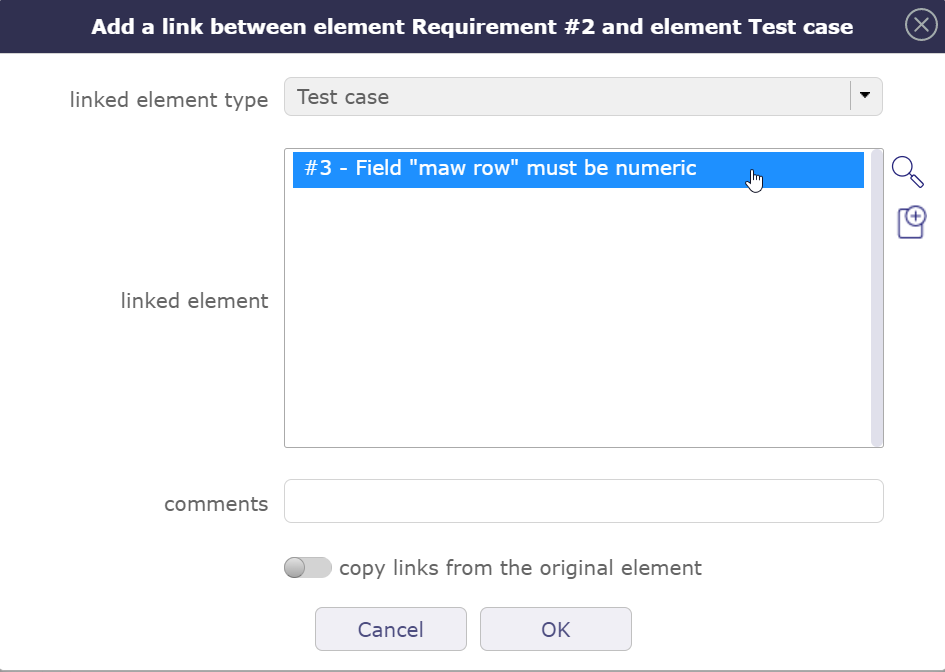 Add a link between element Requirement #2 and element Test case
linked element type
Test case
#3 - Field "maw row" must be numeric
linked element
comments
copy links from the original element
Cancel
OK